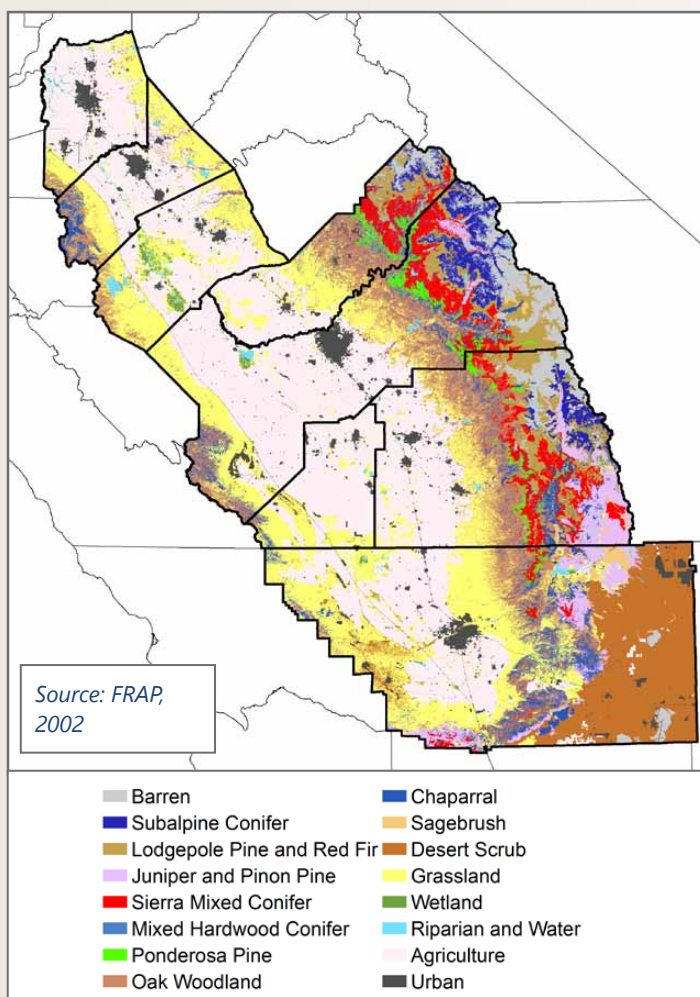 Source: FRAP,
2002
Barren
Subalpine Conifer
Lodgepole Pine and Red Fir
Juniper and Pinon Pine
Sierra Mixed Conifer
Mixed Hardwood Conifer
Ponderosa Pine
Oak Woodland
Chaparral
Sagebrush
Desert Scrub
Grassland
Wetland
Riparian and Water
Agriculture
Urban